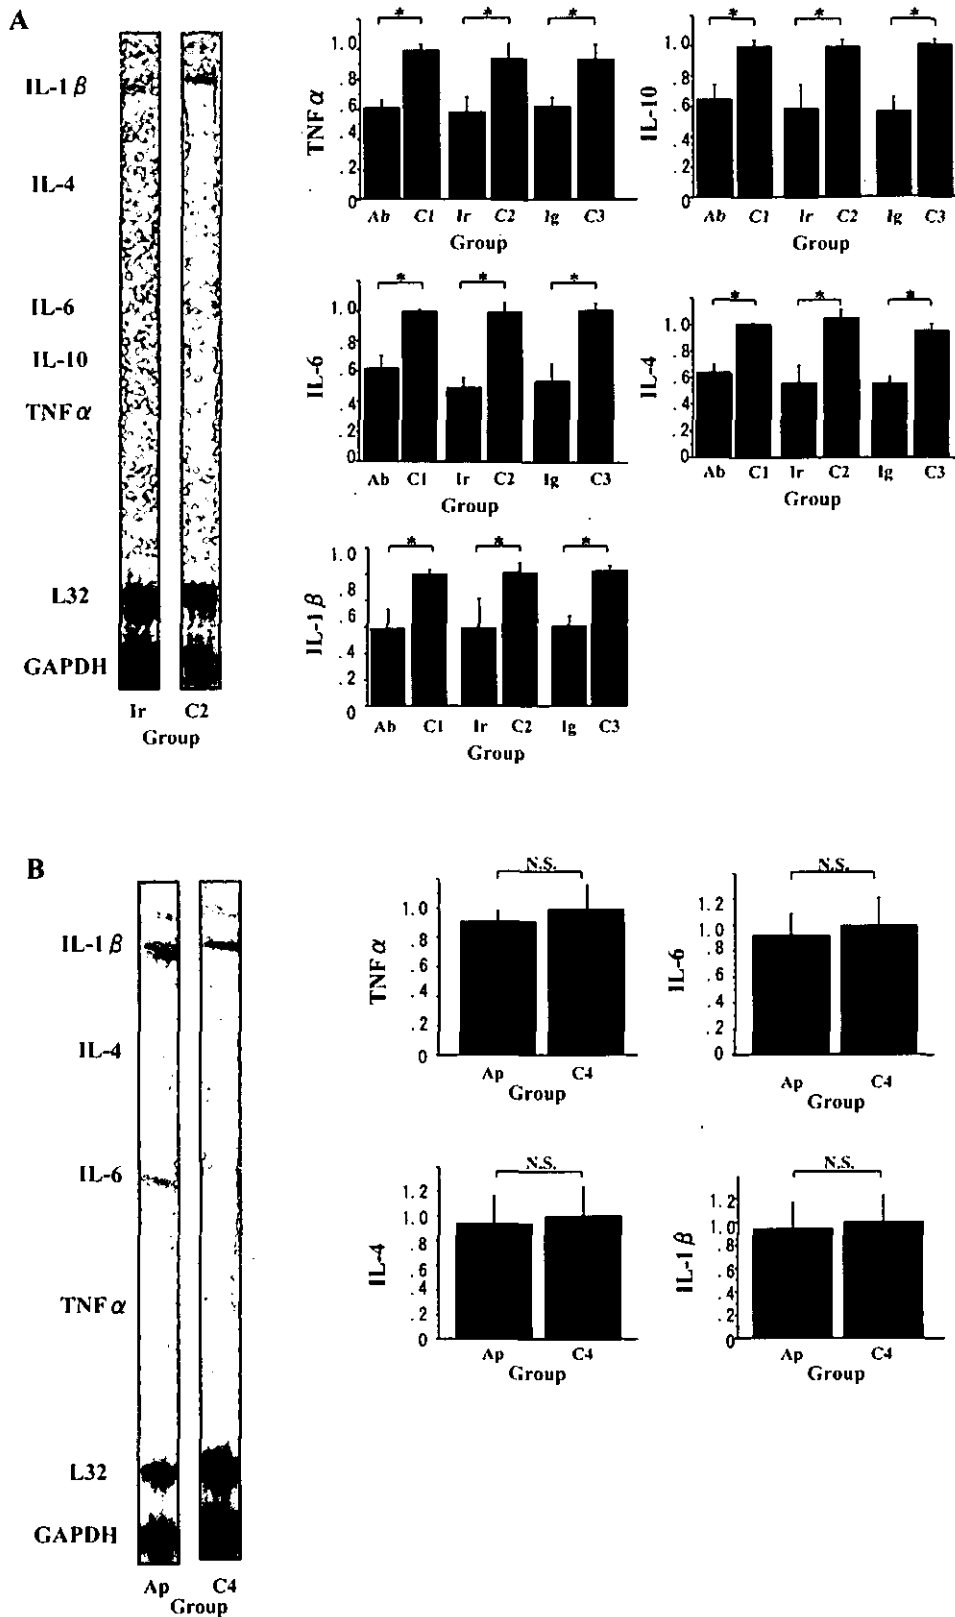 A
IL-1β
IL-4
IL-6
IL-10
TNFα
L32
GAPDH
Ir C2
Group
* * *
TNFα
1.0
.8
.6
.4
.2
0
Ab C1 Ir C2 Ig C3
Group
* * *
IL-10
1.0
.8
.6
.4
.2
0
Ab C1 Ir C2 Ig C3
Group
* * *
IL-6
1.0
.8
.6
.4
.2
0
Ab C1 Ir C2 Ig C3
Group
* * *
IL-4
1.0
.8
.6
.4
.2
0
Ab C1 Ir C2 Ig C3
Group
* * *
IL-1β
1.0
.8
.6
.4
.2
0
Ab C1 Ir C2 Ig C3
Group
B
IL-1β
IL-4
IL-6
TNFα
L32
GAPDH
Ap C4
Group
N.S.
TNFα
1.0
.8
.6
.4
.2
0
Ap C4
Group
N.S.
IL-6
1.2
1.0
.8
.6
.4
.2
0
Ap C4
Group
N.S.
IL-4
1.2
1.0
.8
.6
.4
.2
0
Ap C4
Group
N.S.
IL-1β
1.2
1.0
.8
.6
.4
.2
0
Ap C4
Group